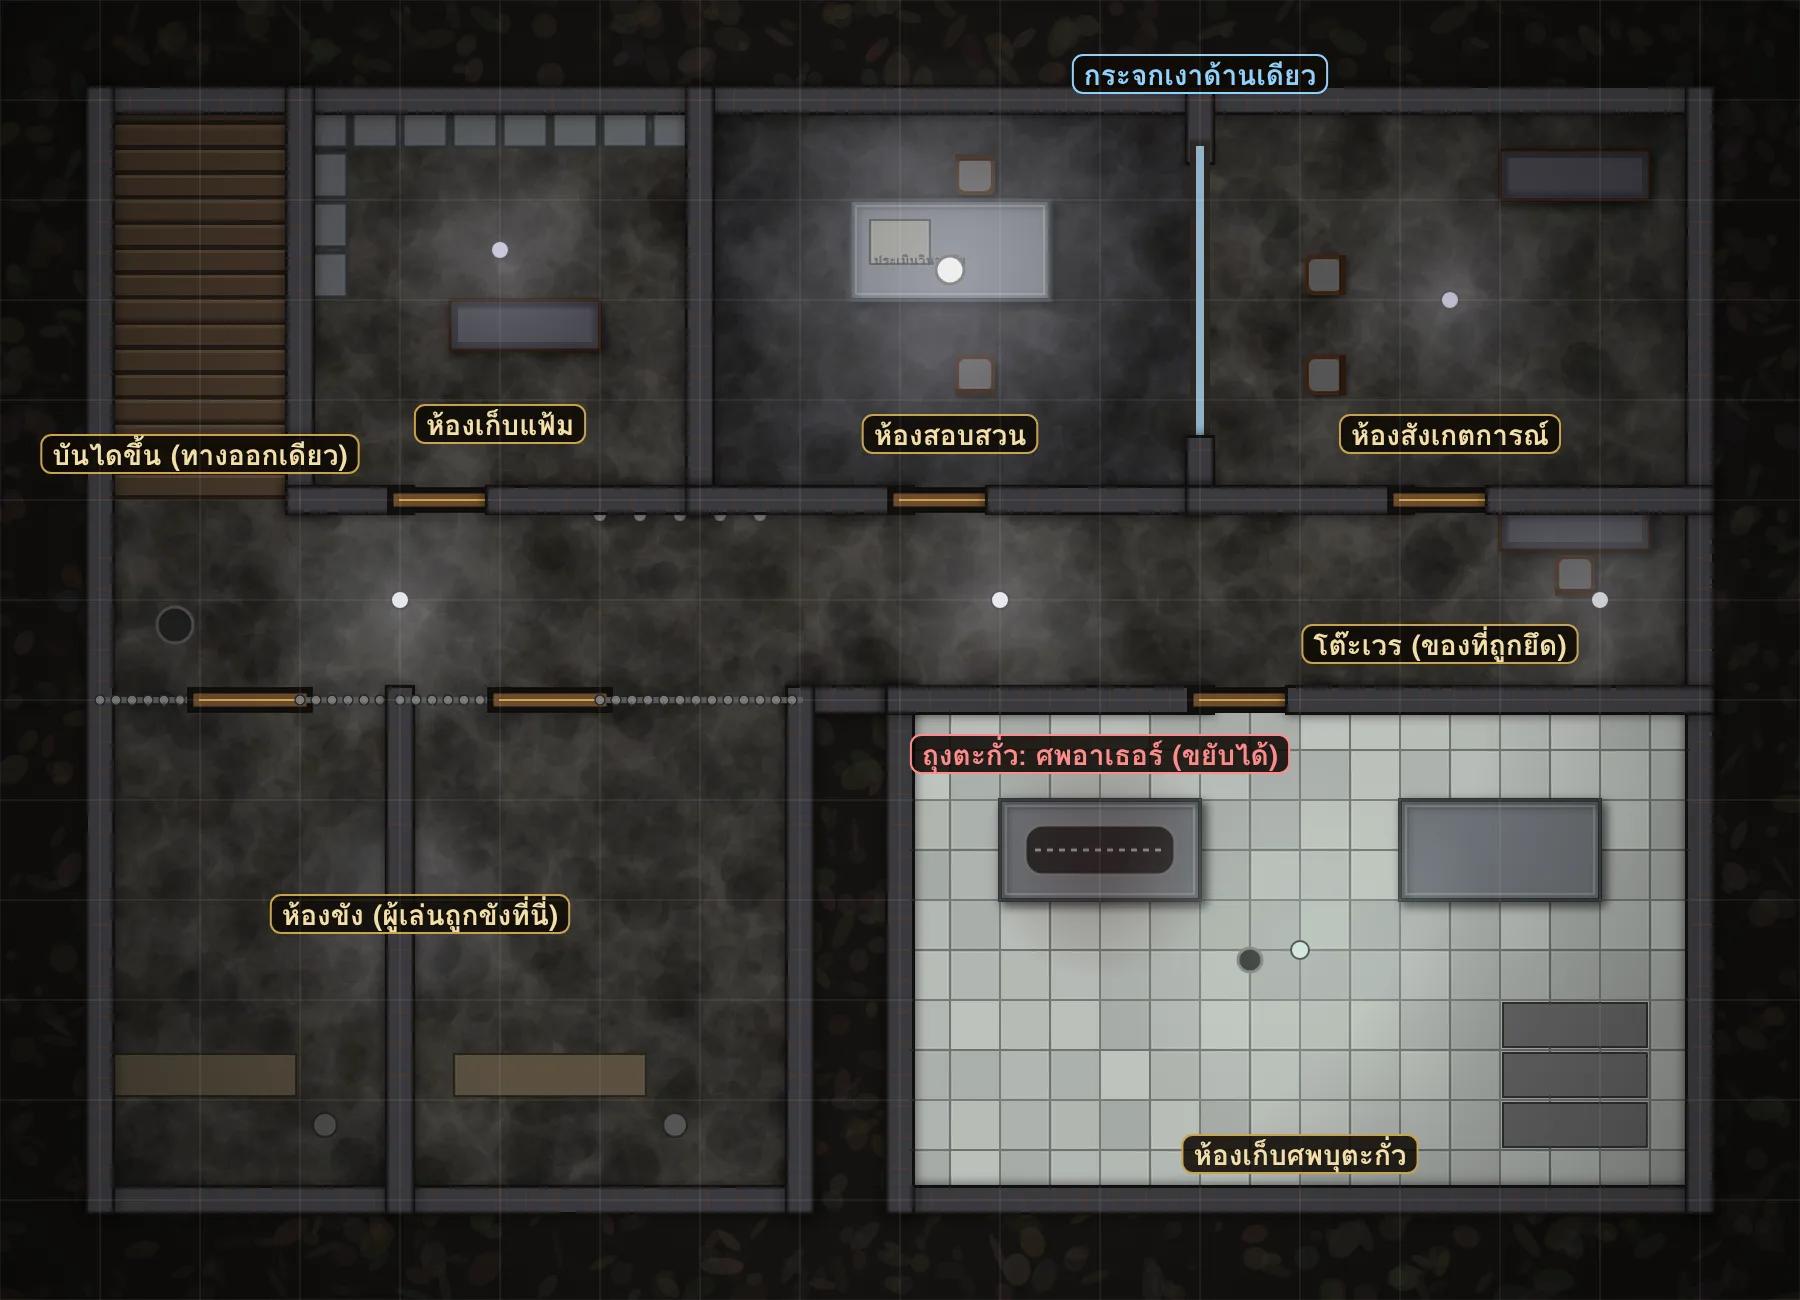 กระจกเงาด้านเดียว
บันไดขึ้น (ทางออกเดียว)
ห้องเก็บแฟ้ม
ห้องสอบสวน
ห้องสังเกตการณ์
โต๊ะเวร (ของที่ถูกยึด)
ถุงตะกั่ว: ศพอาเธอร์ (ขยับได้)
ห้องขัง (ผู้เล่นถูกขังที่นี่)
ห้องเก็บศพบุตะกั่ว